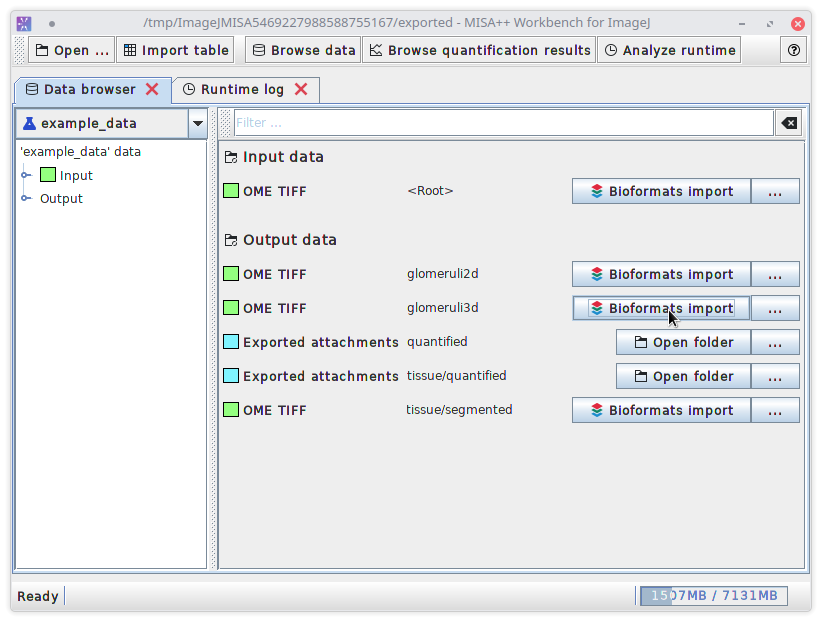 /tmp/ImageJMISA5469227988588755167/exported - MISA++ Workbench for ImageJ
Open ... Import table Browse data Browse quantification results Analyze runtime
Data browser Runtime log
example_data Filter ...
'example_data' data
Input
Output
Input data
OME TIFF <Root> Bioformats import ...
Output data
OME TIFF glomeruli2d Bioformats import ...
OME TIFF glomeruli3d Bioformats import ...
Exported attachments quantified Open folder ...
Exported attachments tissue/quantified Open folder ...
OME TIFF tissue/segmented Bioformats import ...
Ready 1507MB / 7131MB